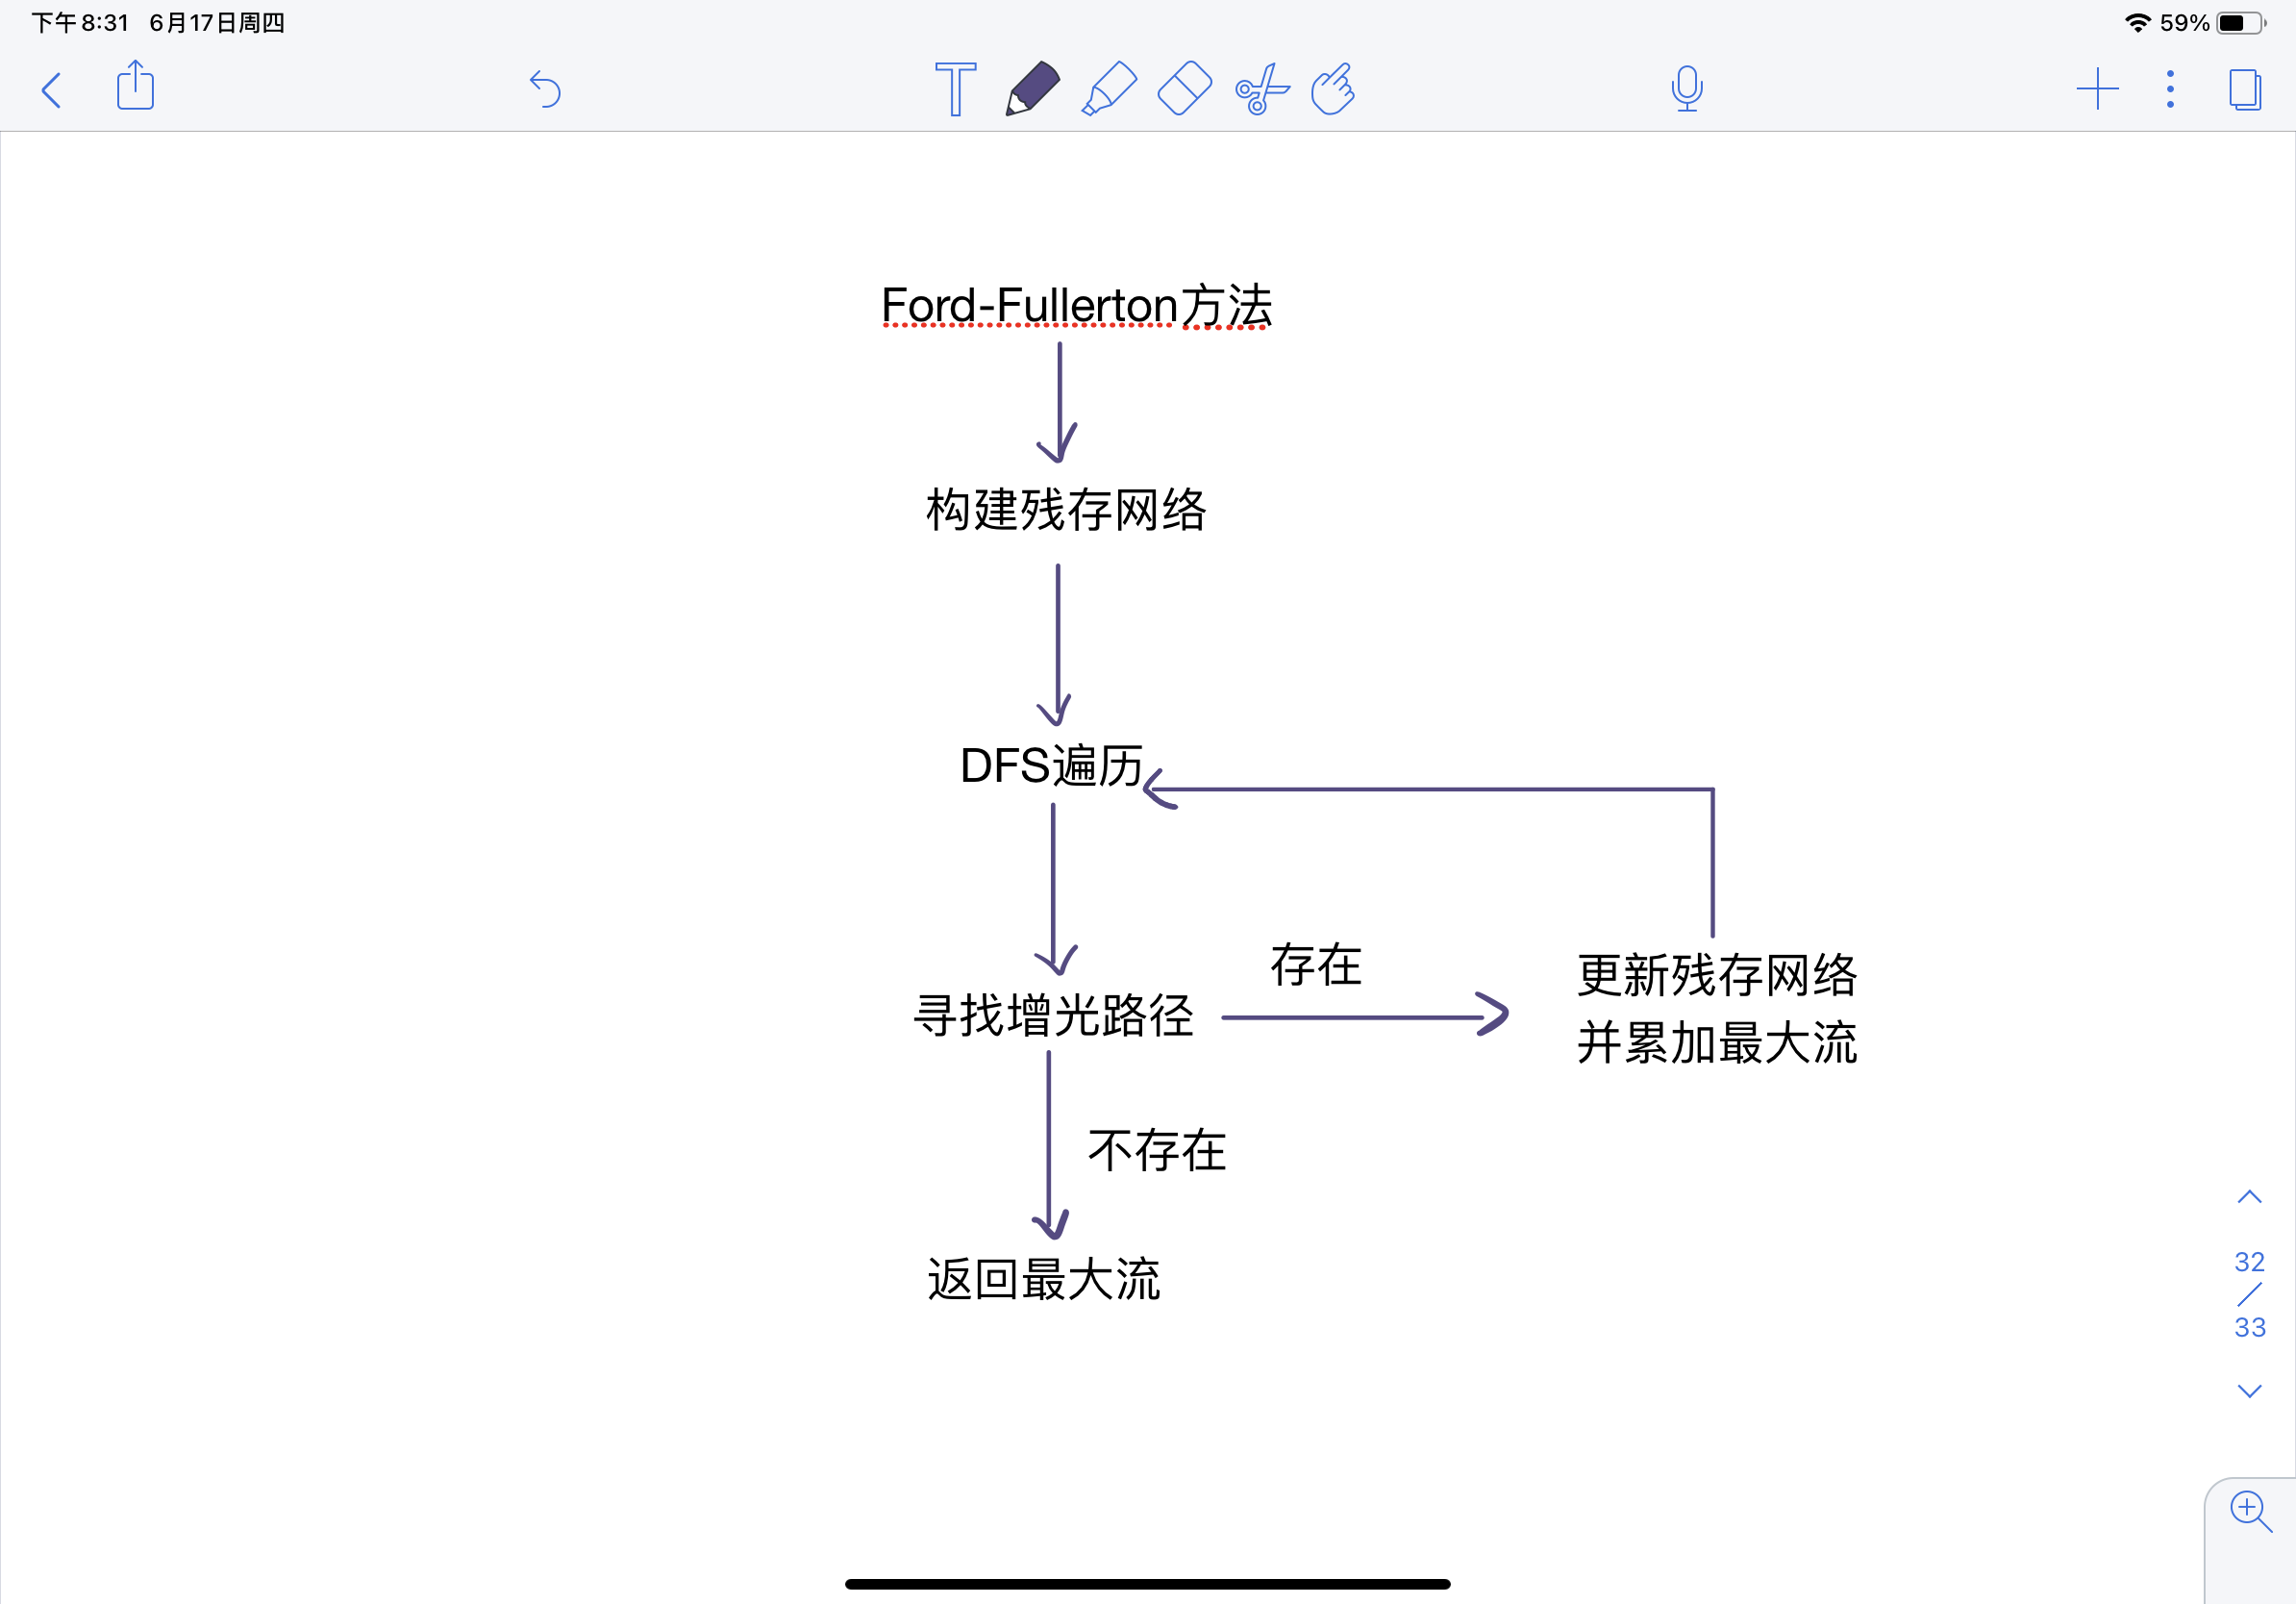 下午8:31 6月17日周四
59%
T
Ford-Fullerton方法
构建残存网络
DFS遍历
存在
寻找增光路径
更新残存网络
并累加最大流
不存在
返回最大流
32
/
33